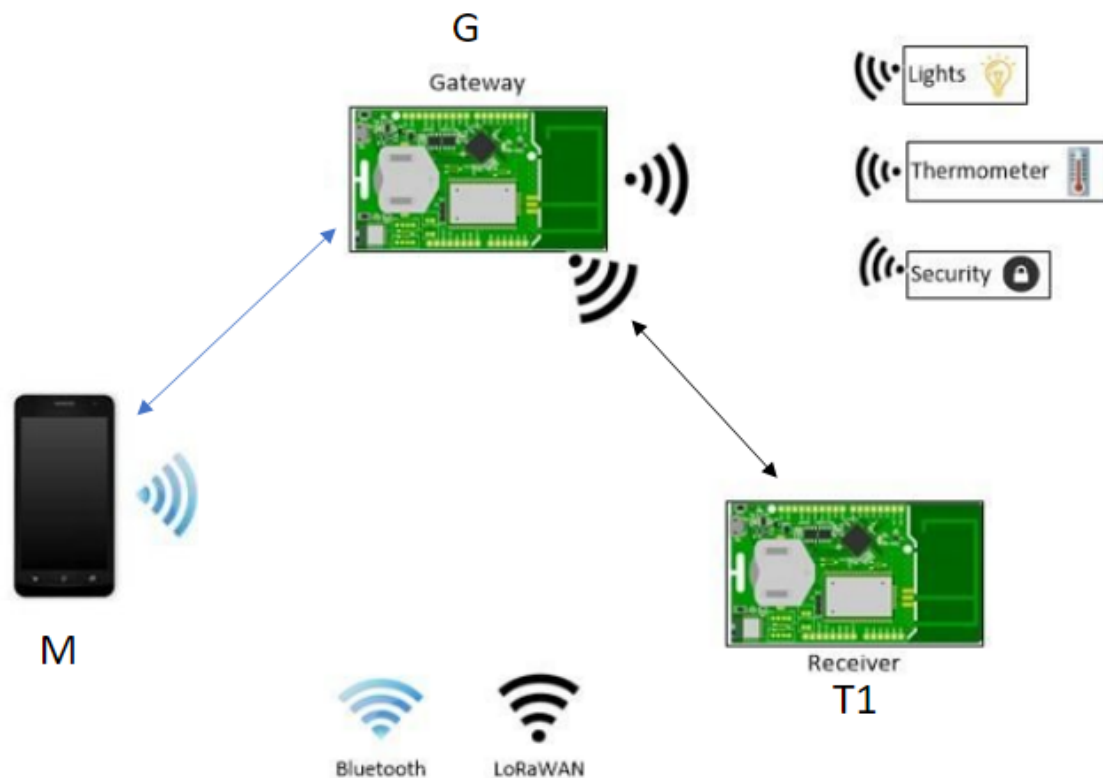 G
Gateway
Lights
Thermometer
Security
M
Receiver
T1
Bluetooth
LoRaWAN